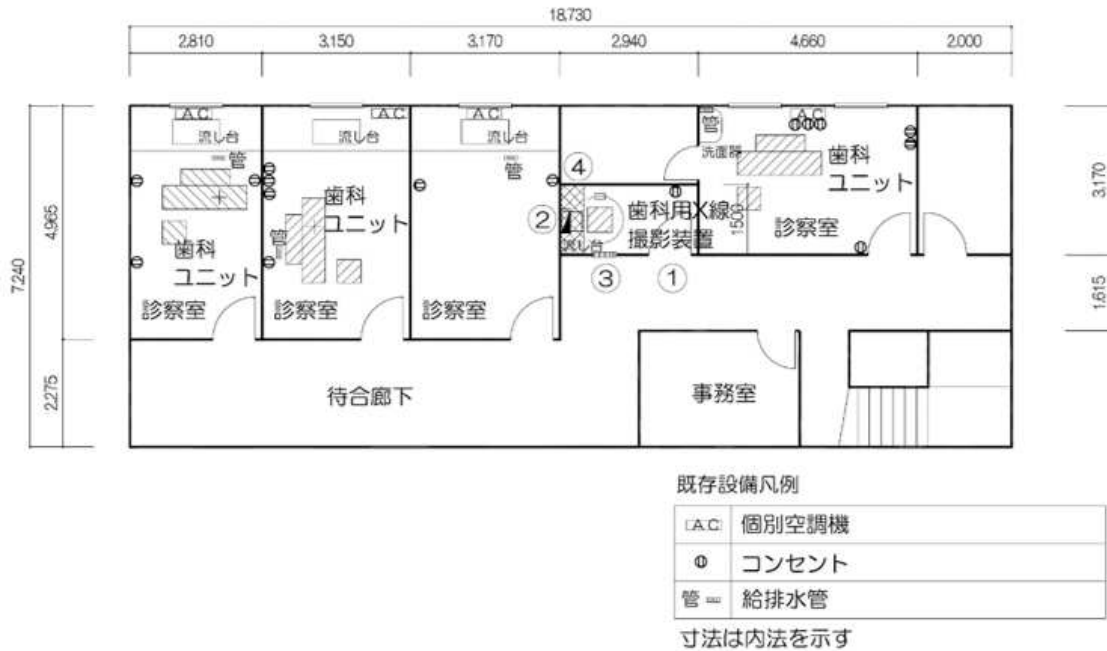 18,730
2,810 3,150 3,170 2,940 4,660 2,000
7,240
4,965
2,275
3,170
1,615
1500
A.C
流し台
管
歯科
ユニット
診察室
A.C
流し台
歯科
ユニット
管
診察室
A.C
流し台
管
診察室
④
②
流し台
③
①
歯科用X線
撮影装置
管
洗面器
A.C
歯科
ユニット
診察室
待合廊下
事務室
既存設備凡例
A.C 個別空調機
コンセント
管 給排水管
寸法は内法を示す